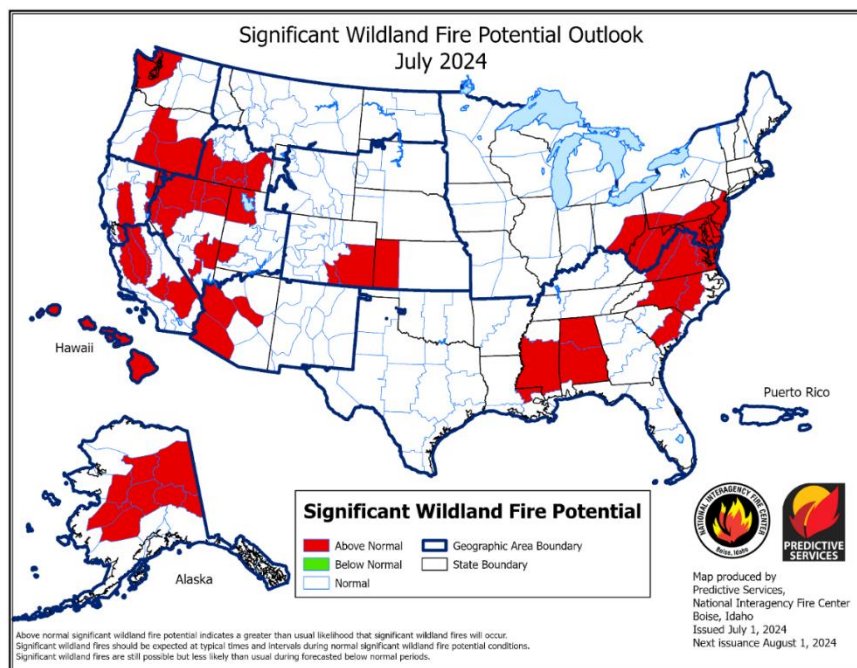 Significant Wildland Fire Potential Outlook
July 2024
Hawaii
Puerto Rico
Alaska
Significant Wildland Fire Potential
Above Normal
Below Normal
Normal
Geographic Area Boundary
State Boundary
NATIONAL INTERAGENCY FIRE CENTER
Boise, Idaho
PREDICTIVE
SERVICES
Map produced by
Predictive Services,
National Interagency Fire Center
Boise, Idaho
Issued July 1, 2024
Next issuance August 1, 2024
Above normal significant wildland fire potential indicates a greater than usual likelihood that significant wildland fires will occur.
Significant wildland fires should be expected at typical times and intervals during normal significant wildland fire potential conditions.
Significant wildland fires are still possible but less likely than usual during forecasted below normal periods.